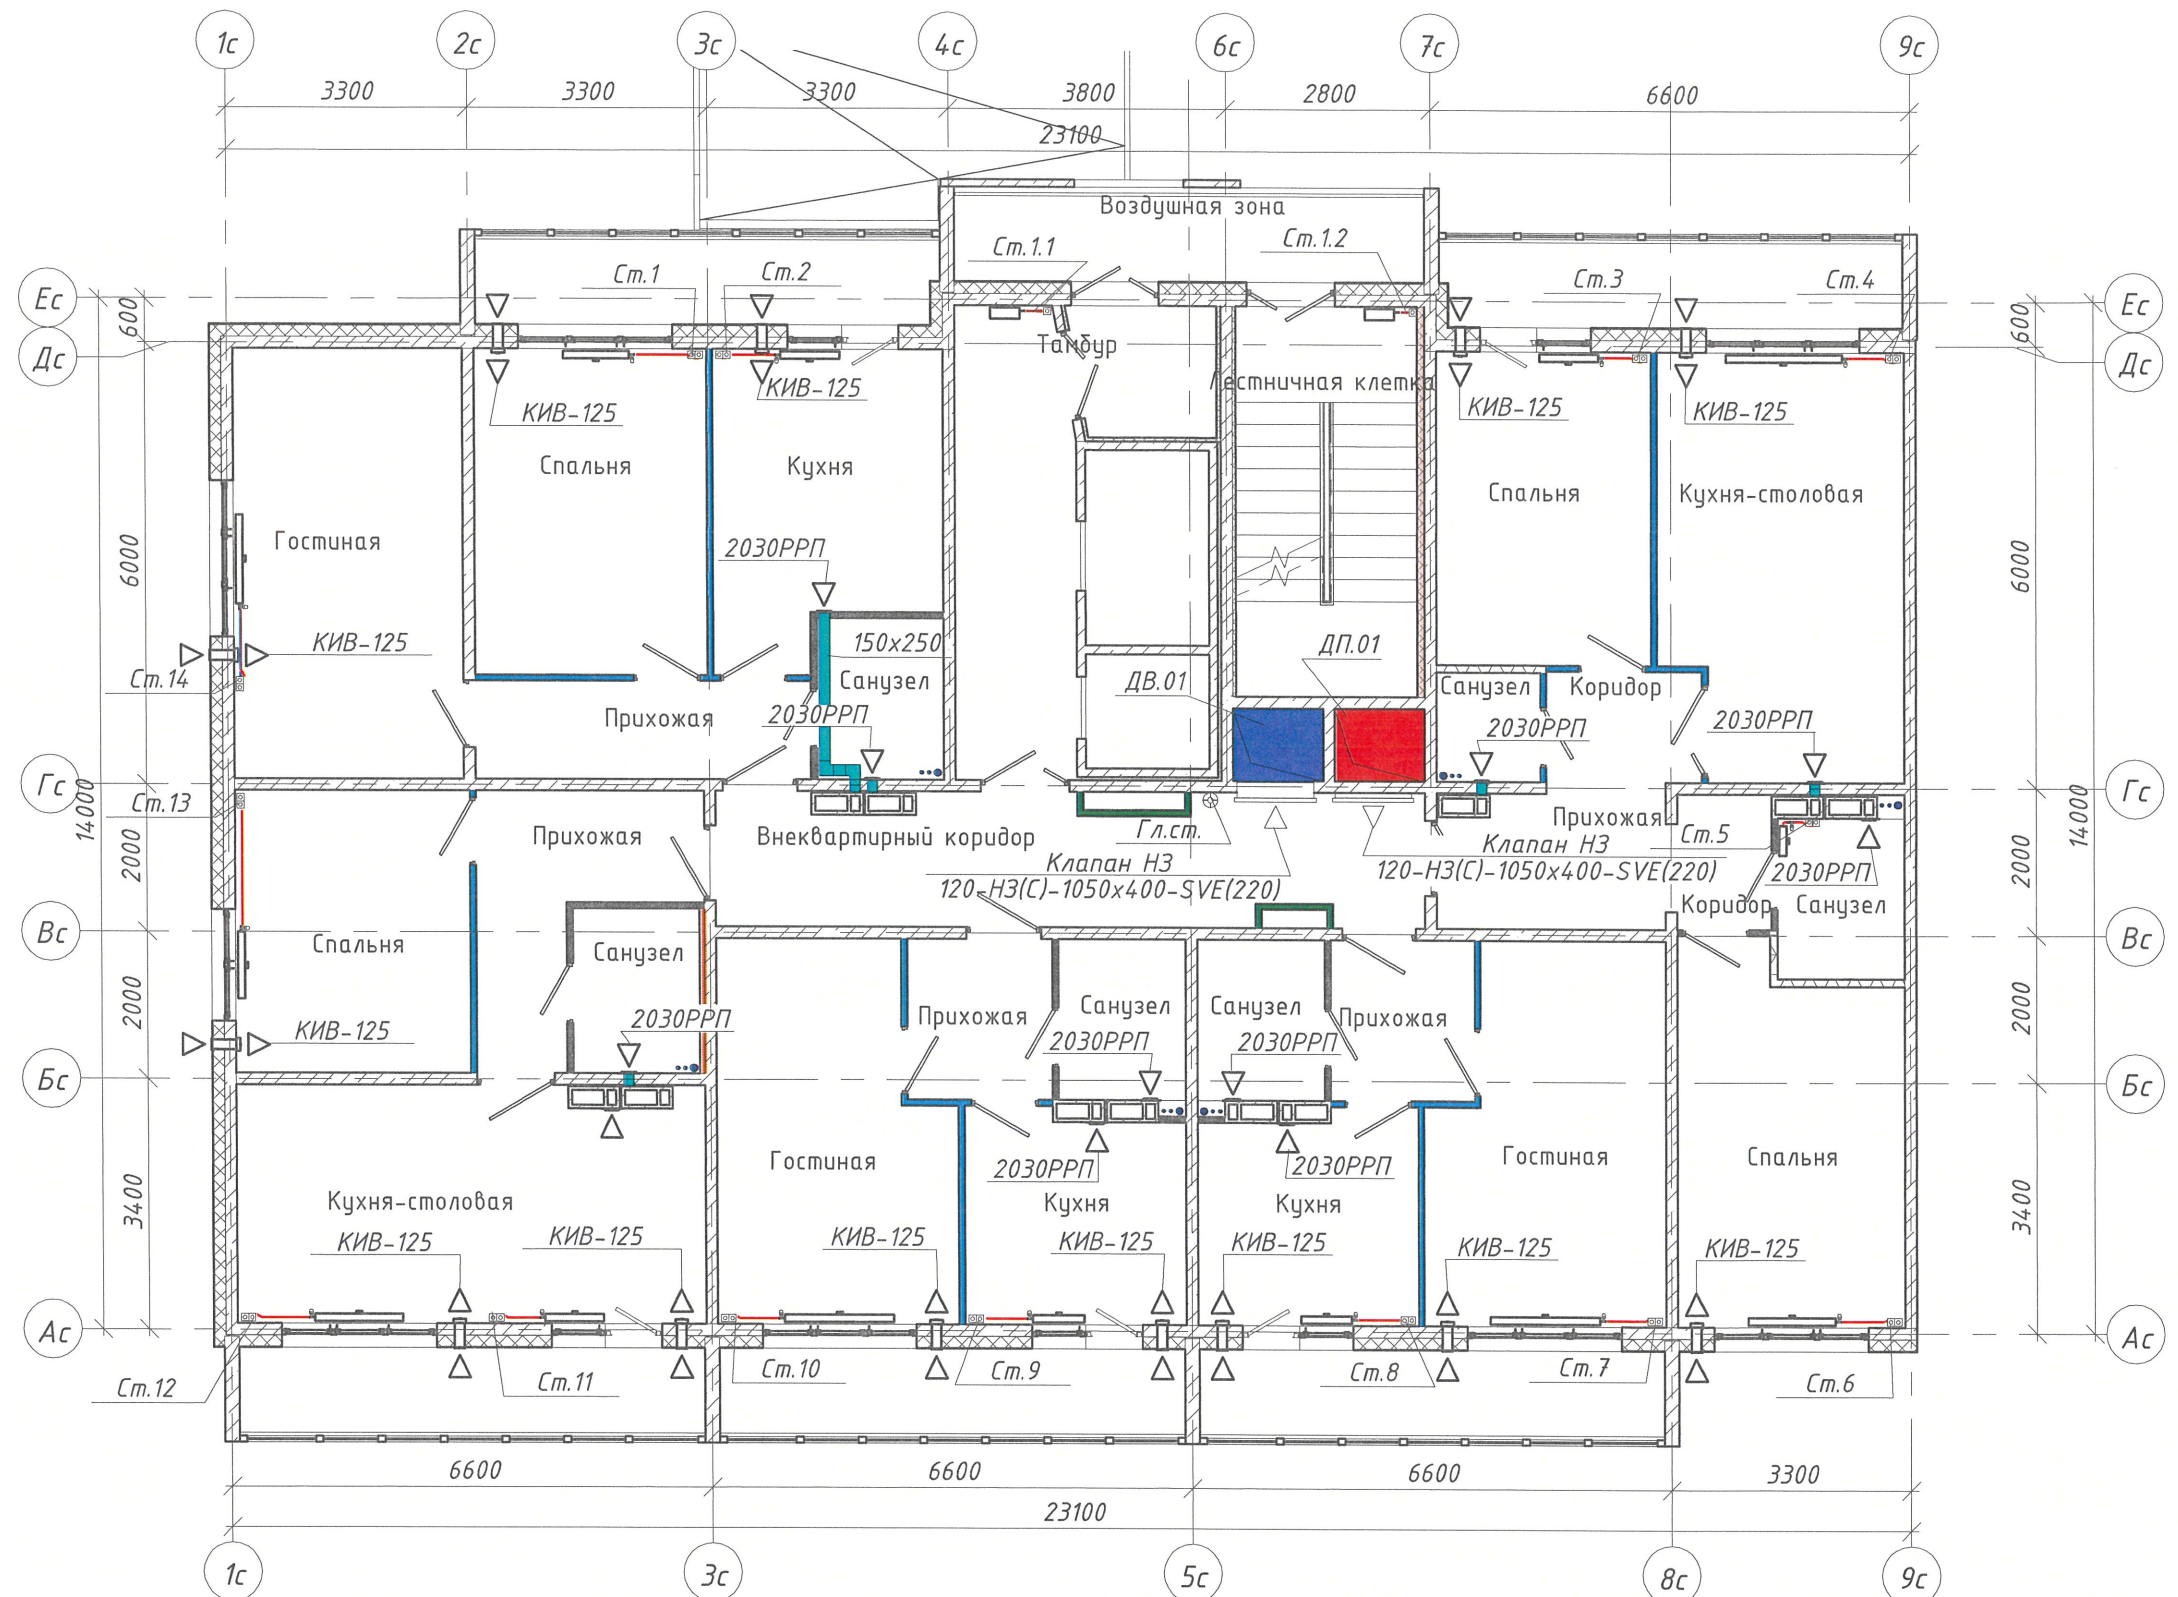 1с 2с 3с 4с 6с 7с 9с
3300 3300 3300 3800 2800 6600
23100
Воздушная зона
Ст.1.1 Ст.1.2
Ст.1 Ст.2 Ст.3 Ст.4
Ес 600 600 Ес
Дс Тамбур Дс
Лестничная клетка
КИВ-125 КИВ-125 КИВ-125 КИВ-125
Спальня Кухня Спальня Кухня-столовая
Гостиная 2030РРП
6000 6000
КИВ-125 150х250 ДП.01
Ст.14 Санузел ДВ.01 Санузел Коридор
Прихожая 2030РРП 2030РРП 2030РРП
Гс Гс
Ст.13
14000 14000
Прихожая Внеквартирный коридор Гл.ст. Прихожая Ст.5
2000 2000
Клапан НЗ Клапан НЗ
120-НЗ(С)-1050х400-SVE(220) 120-НЗ(С)-1050х400-SVE(220) 2030РРП
Коридор Санузел
Вс Вс
Спальня Санузел
2000 2000
КИВ-125 2030РРП Прихожая Санузел Санузел Прихожая
2030РРП 2030РРП
Бс Бс
Гостиная 2030РРП 2030РРП Гостиная Спальня
3400 3400
Кухня-столовая Кухня Кухня
КИВ-125 КИВ-125 КИВ-125 КИВ-125 КИВ-125 КИВ-125 КИВ-125
Ас Ас
Ст.12 Ст.11 Ст.10 Ст.9 Ст.8 Ст.7 Ст.6
6600 6600 6600 3300
23100
1с 3с 5с 8с 9с